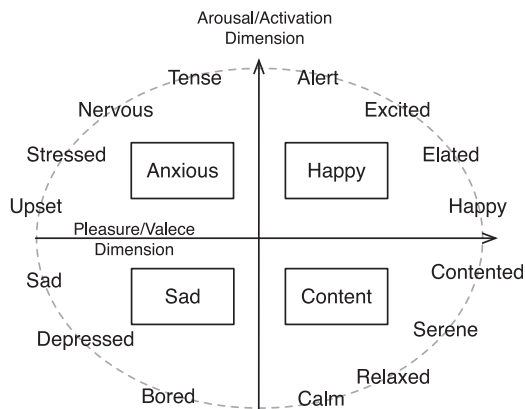 Arousal/Activation
Dimension
Tense
Alert
Nervous
Excited
Stressed
Elated
Anxious
Happy
Upset
Happy
Pleasure/Valece
Dimension
Contented
Sad
Sad
Content
Depressed
Serene
Relaxed
Bored
Calm